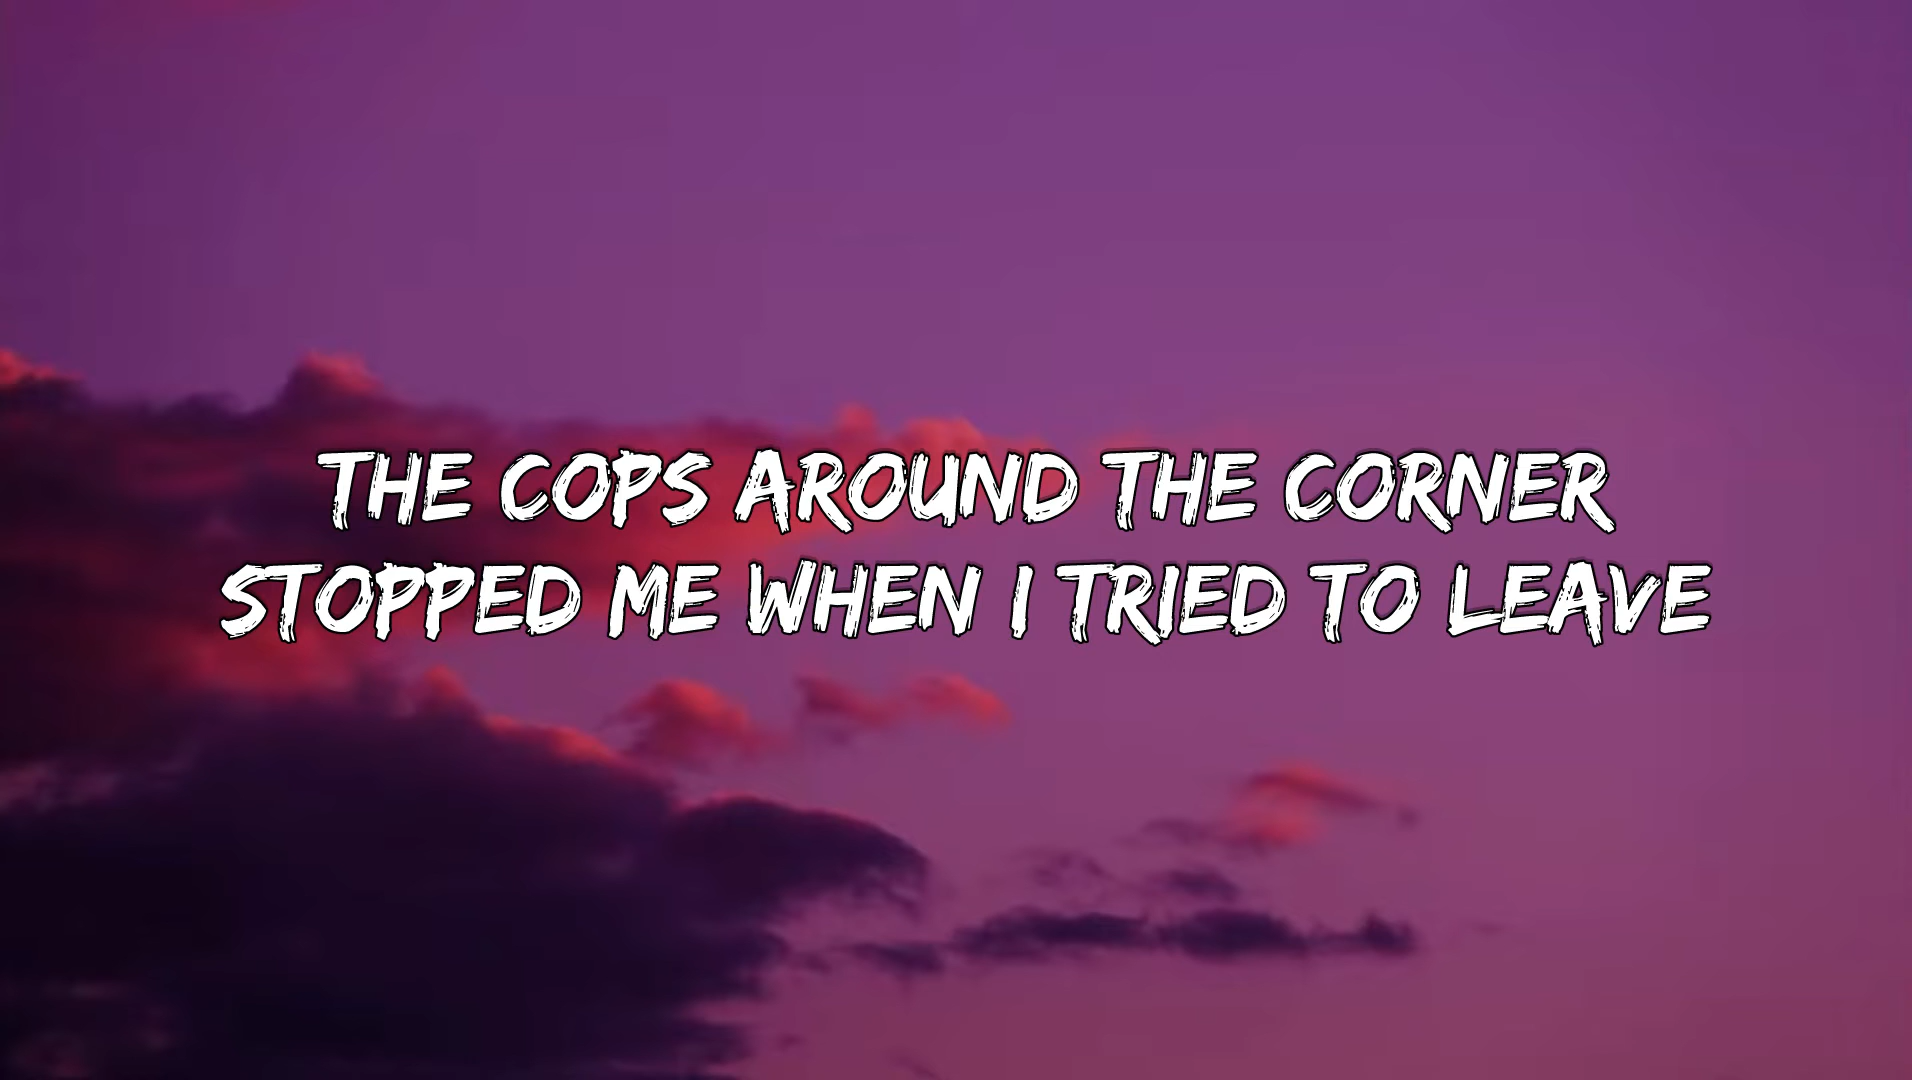 THE COPS AROUND THE CORNER
STOPPED ME WHEN I TRIED TO LEAVE